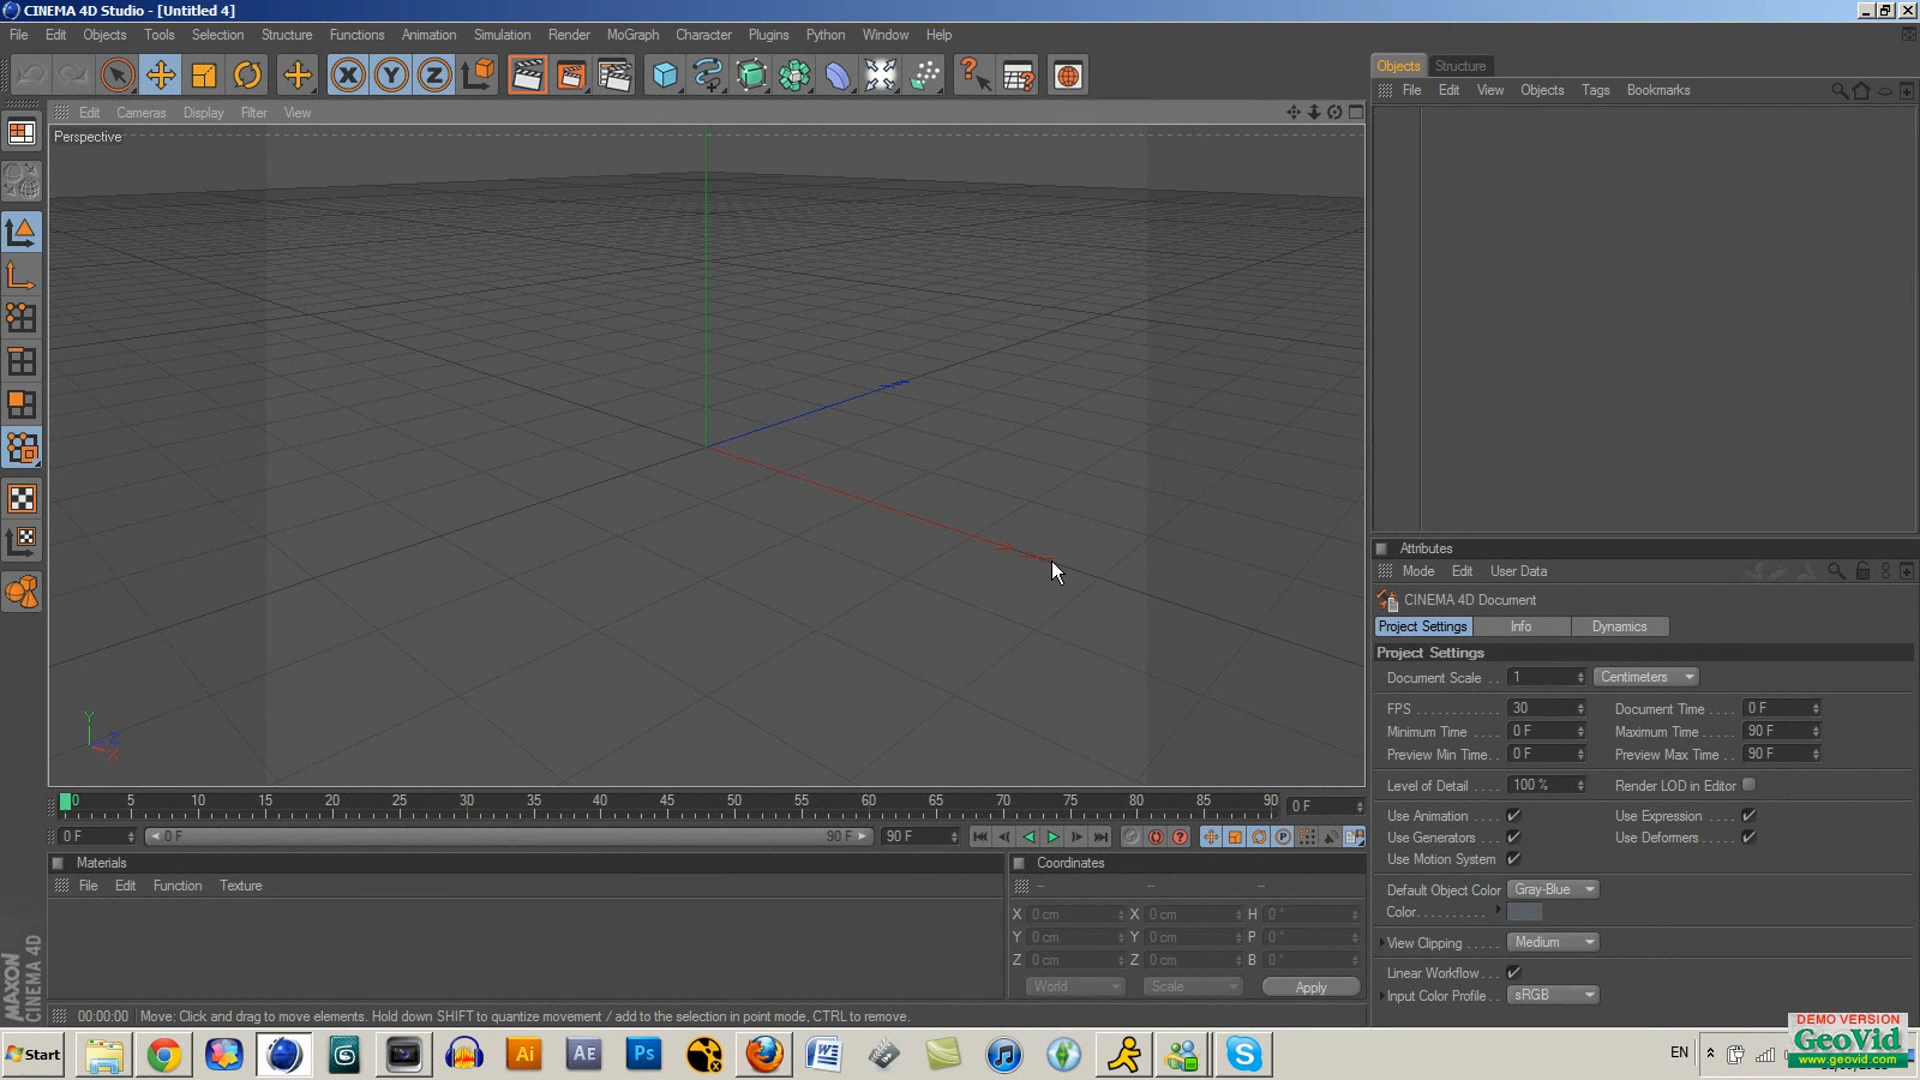 CINEMA 4D Studio - [Untitled 4]
File Edit Objects Tools Selection Structure Functions Animation Simulation Render MoGraph Character Plugins Python Window Help
X Y Z
Objects Structure
File Edit View Objects Tags Bookmarks
Edit Cameras Display Filter View
Perspective
Y
Z
X
Attributes
Mode Edit User Data
CINEMA 4D Document
Project Settings Info Dynamics
Project Settings
Document Scale . . 1 Centimeters
FPS . . . . . . . . . . . 30 Document Time . . . . 0 F
Minimum Time . . . 0 F Maximum Time . . . . . 90 F
Preview Min Time. . 0 F Preview Max Time . . 90 F
Level of Detail . . . . 100 % Render LOD in Editor
Use Animation . . . . Use Expression . . . .
Use Generators . . . Use Deformers . . . .
Use Motion System
Default Object Color Gray-Blue
Color. . . . . . . . . .
View Clipping . . . . . Medium
Linear Workflow. . .
Input Color Profile. . sRGB
0 5 10 15 20 25 30 35 40 45 50 55 60 65 70 75 80 85 90 0 F
0 F 0 F 90 F 90 F
Materials
File Edit Function Texture
Coordinates
-- -- --
X 0 cm X 0 cm H 0 °
Y 0 cm Y 0 cm P 0 °
Z 0 cm Z 0 cm B 0 °
World Scale Apply
MAXON
CINEMA 4D
00:00:00 Move: Click and drag to move elements. Hold down SHIFT to quantize movement / add to the selection in point mode, CTRL to remove.
Start
Ai AE Ps
EN
DEMO VERSION
GeoVid
www.geovid.com